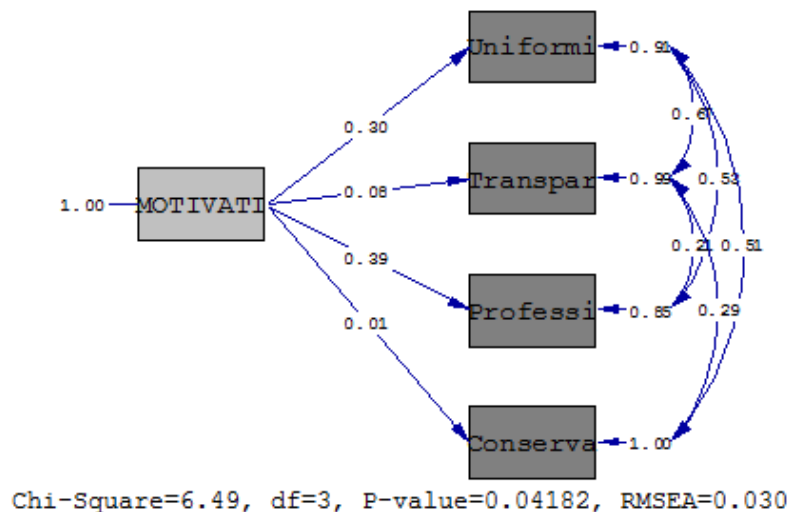 Uniformi
0.91
0.30
0.67
MOTIVATI
1.00
0.08
Transpar
0.99
0.53
0.39
0.21
0.51
Professi
0.85
0.29
0.01
Conserva
1.00
Chi-Square=6.49, df=3, P-value=0.04182, RMSEA=0.030